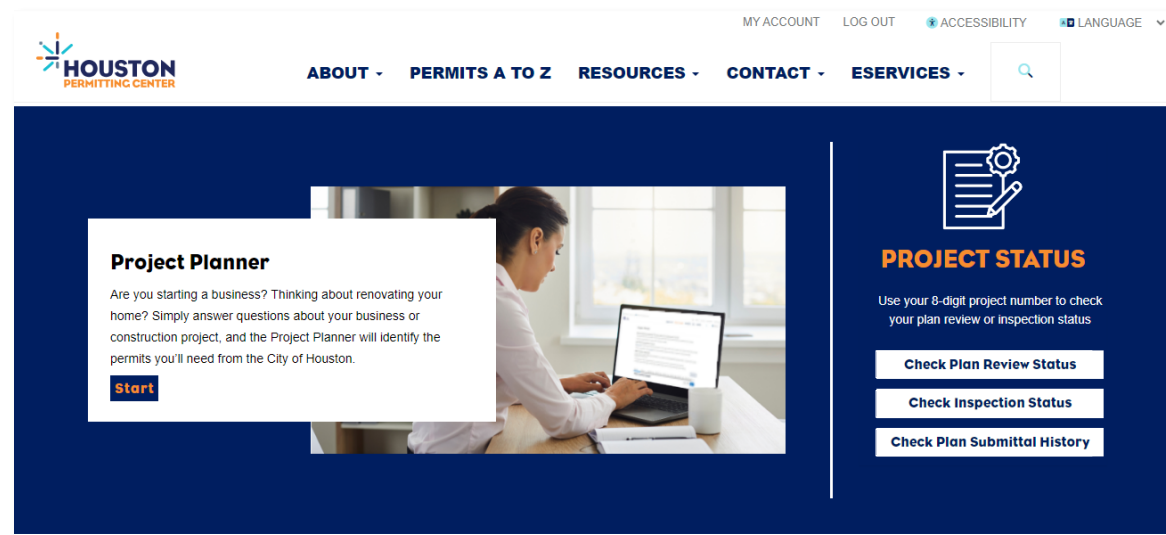 MY ACCOUNT LOG OUT ACCESSIBILITY LANGUAGE
HOUSTON
PERMITTING CENTER
ABOUT PERMITS A TO Z RESOURCES CONTACT ESERVICES
Project Planner
Are you starting a business? Thinking about renovating your
home? Simply answer questions about your business or
construction project, and the Project Planner will identify the
permits you'll need from the City of Houston.
Start
PROJECT STATUS
Use your 8-digit project number to check
your plan review or inspection status
Check Plan Review Status
Check Inspection Status
Check Plan Submittal History